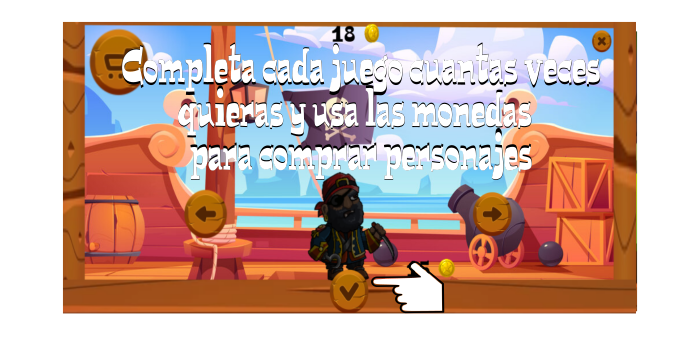 18
Completa cada juego cuantas veces
quieras y usa las monedas
para comprar personajes